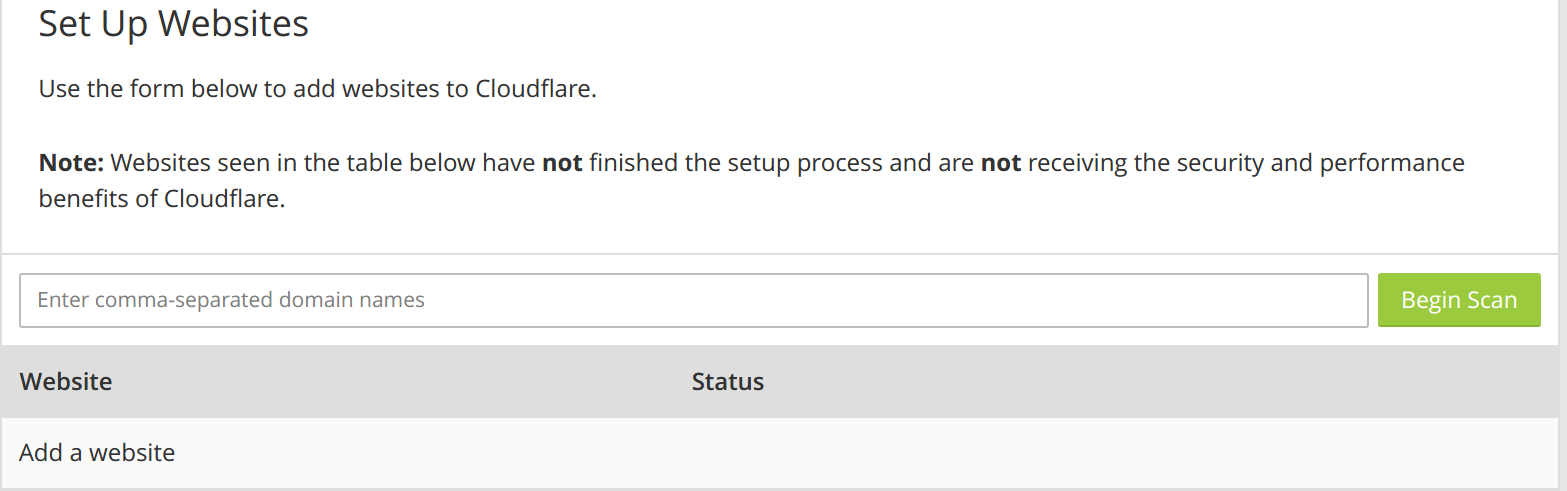 Set Up Websites
Use the form below to add websites to Cloudflare.
Note: Websites seen in the table below have not finished the setup process and are not receiving the security and performance
benefits of Cloudflare.
Enter comma-separated domain names
Begin Scan
Website
Status
Add a website